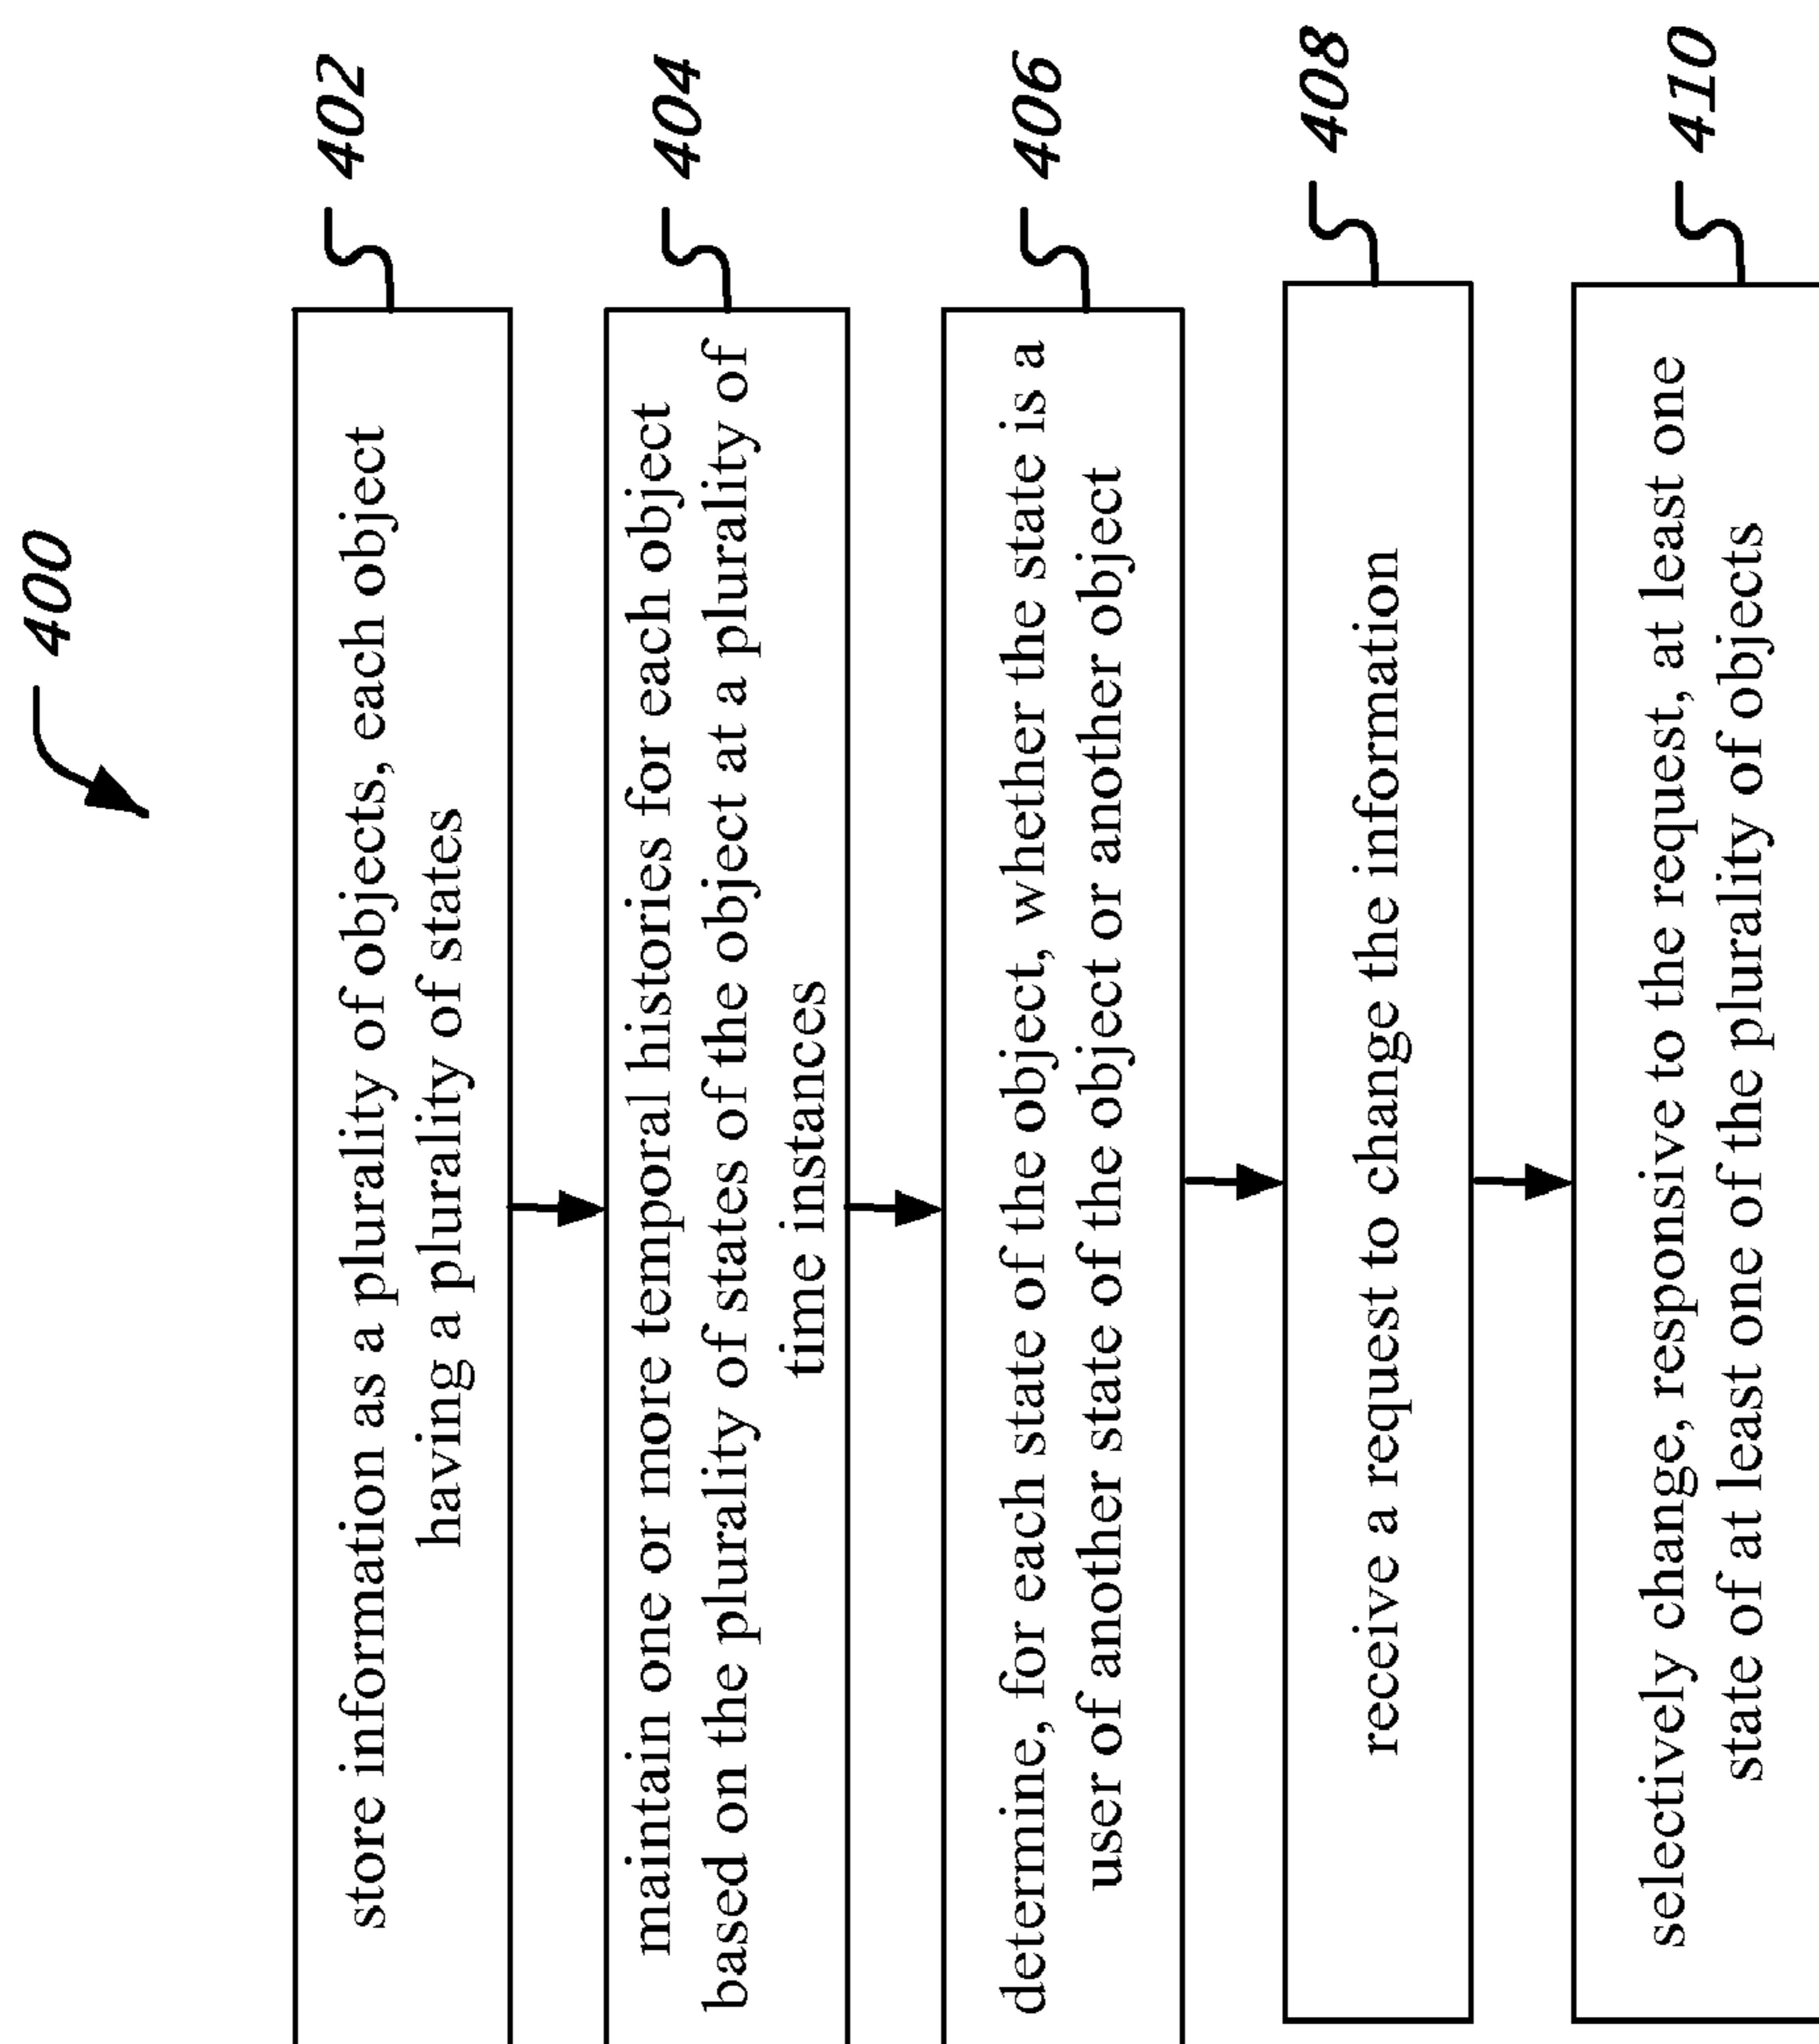 400
402
store information as a plurality of objects, each object
having a plurality of states
404
maintain one or more temporal histories for each object
based on the plurality of states of the object at a plurality of
time instances
406
determine, for each state of the object, whether the state is a
user of another state of the object or another object
408
receive a request to change the information
410
selectively change, responsive to the request, at least one
state of at least one of the plurality of objects